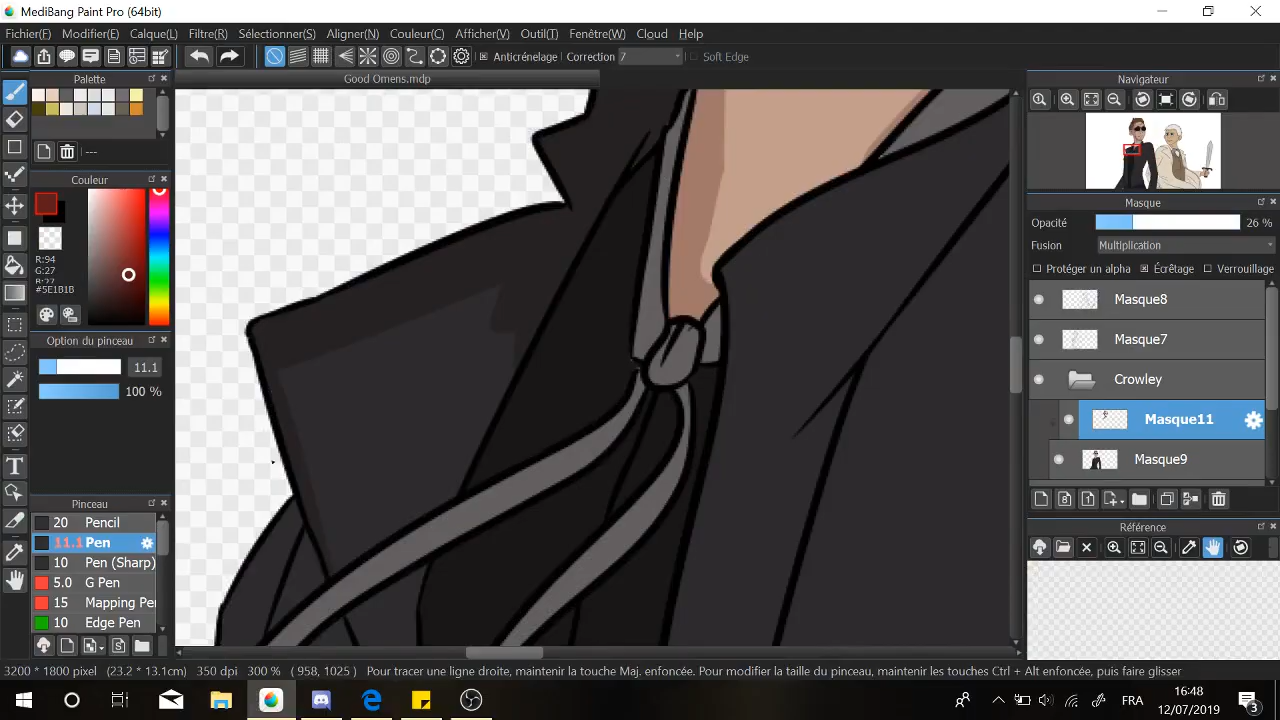 MediBang Paint Pro (64bit)
Fichier(F) Modifier(E) Calque(L) Filtre(R) Sélectionner(S) Aligner(N) Couleur(C) Afficher(V) Outil(T) Fenêtre(W) Cloud Help
Anticrénelage Correction 7 Soft Edge
Palette
Good Omens.mdp
Navigateur
---
Couleur
R:94
G:27
B:27
#5E1B1B
Masque
Opacité 26 %
Fusion Multiplication
Protéger un alpha Écrêtage Verrouillage
Masque8
Masque7
Crowley
Masque11
Masque9
Option du pinceau
11.1
100 %
Pinceau
20 Pencil
11.1 Pen
10 Pen (Sharp)
5.0 G Pen
15 Mapping Pen
10 Edge Pen
Référence
3200 * 1800 pixel (23.2 * 13.1cm) 350 dpi 300 % ( 958, 1025 ) Pour tracer une ligne droite, maintenir la touche Maj. enfoncée. Pour modifier la taille du pinceau, maintenir les touches Ctrl + Alt enfoncée, puis faire glisser
FRA
16:48
12/07/2019
3